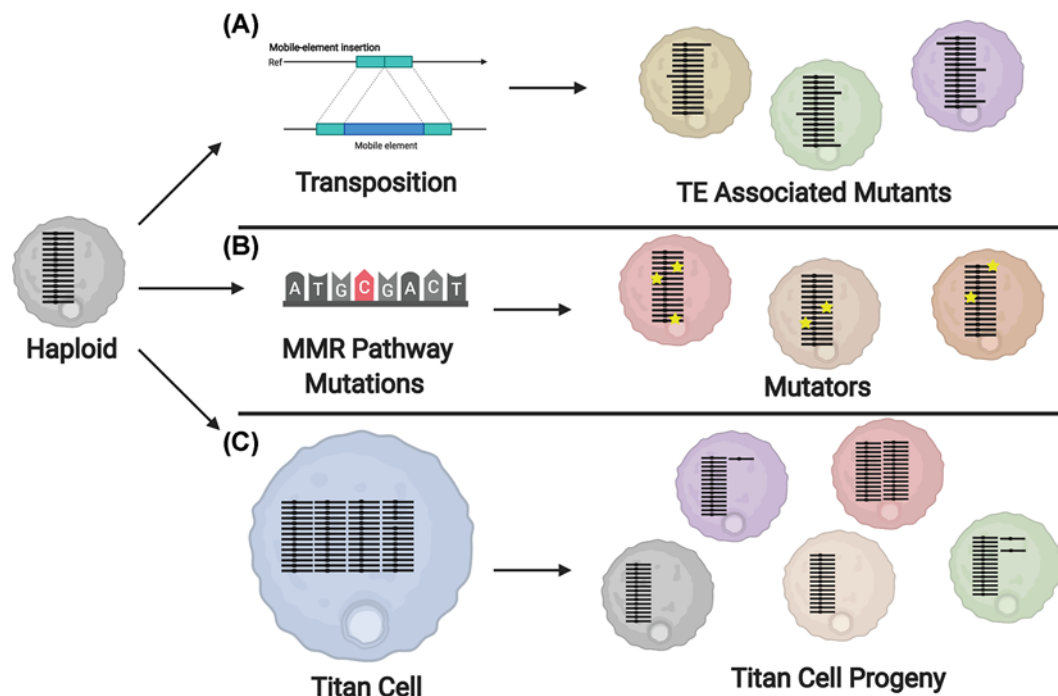 (A)
Mobile-element insertion
Ref
Mobile element
Transposition
TE Associated Mutants
Haploid
(B)
A T G C G A C T
MMR Pathway
Mutations
Mutators
(C)
Titan Cell
Titan Cell Progeny